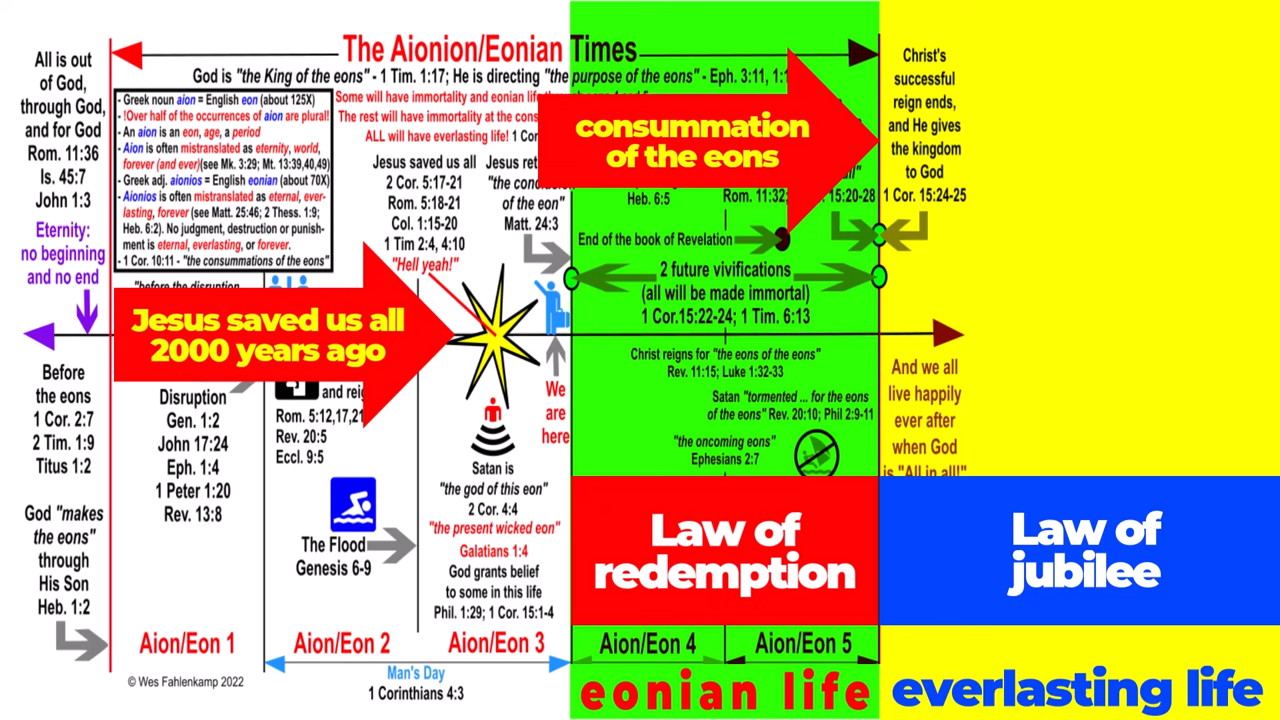 The Aionion/Eonian Times
God is "the King of the eons" - 1 Tim. 1:17; He is directing "the purpose of the eons" - Eph. 3:11,
All is out
of God,
through God,
and for God
Rom. 11:36
Is. 45:7
John 1:3
Eternity:
no beginning
and no end
Before
the eons
1 Cor. 2:7
2 Tim. 1:9
Titus 1:2
God "makes
the eons"
through
His Son
Heb. 1:2
- Greek noun aion = English eon (about 125X)
- !Over half of the occurrences of aion are plural!
- An aion is an eon, age, a period
- Aion is often mistranslated as eternity, world,
forever (and ever)(see Mk. 3:29; Mt. 13:39,40,49)
- Greek adj. aionios = English eonian (about 70X)
- Aionios is often mistranslated as eternal, ever-
lasting, forever (see Matt. 25:46; 2 Thess. 1:9;
Heb. 6:2). No judgment, destruction or punish-
ment is eternal, everlasting, or forever.
- 1 Cor. 10:11 - "the consummations of the eons"
"before the disruption
Jesus saved us all
2000 years ago
Disruption
Gen. 1:2
John 17:24
Eph. 1:4
1 Peter 1:20
Rev. 13:8
Aion/Eon 1
© Wes Fahlenkamp 2022
and
Rom. 5:12,17,21
Rev. 20:5
Eccl. 9:5
The Flood
Genesis 6-9
Aion/Eon 2
Some will have immortality and eonian
The rest will have immortality at the
ALL will have everlasting life! 1
Jesus saved us all
2 Cor. 5:17-21
Rom. 5:18-21
Col. 1:15-20
1 Tim 2:4, 4:10
"Hell yeah!"
Jesus
"the
of the eon"
Matt. 24:3
We
are
here
Satan is
"the god of this eon"
2 Cor. 4:4
"the present wicked eon"
Galatians 1:4
God grants belief
to some in this life
Phil. 1:29; 1 Cor. 15:1-4
Aion/Eon 3
Man's Day
1 Corinthians 4:3
consummation
of the eons
Heb. 6:5
Rom. 11:32;
15:20-28
End of the book of Revelation
2 future vivifications
(all will be made immortal)
1 Cor.15:22-24; 1 Tim. 6:13
Christ reigns for "the eons of the eons"
Rev. 11:15; Luke 1:32-33
Satan "tormented ... for the eons
of the eons" Rev. 20:10; Phil 2:9-11
"the oncoming eons"
Ephesians 2:7
Law of
redemption
Aion/Eon 4
Aion/Eon 5
eonian life
Christ's
successful
reign ends,
and He gives
the kingdom
to God
1 Cor. 15:24-25
And we all
live happily
ever after
when God
is "All in all!"
Law of
jubilee
everlasting life